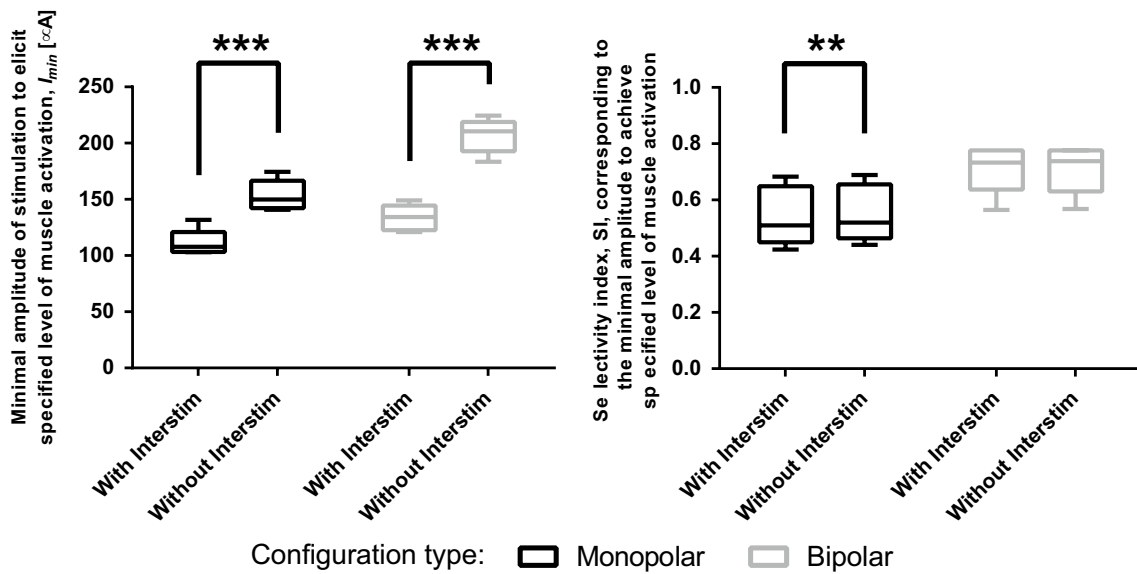 Minimal amplitude of stimulation to elicit
specified level of muscle activation, I_min [∝A]
250
200
150
100
50
0
***
***
With Interstim
Without Interstim
With Interstim
Without Interstim
Se lectivity index, SI, corresponding to
the minimal amplitude to achieve
sp ecified level of muscle activation
1.0
0.8
0.6
0.4
0.2
0.0
**
With Interstim
Without Interstim
With Interstim
Without Interstim
Configuration type: Monopolar Bipolar